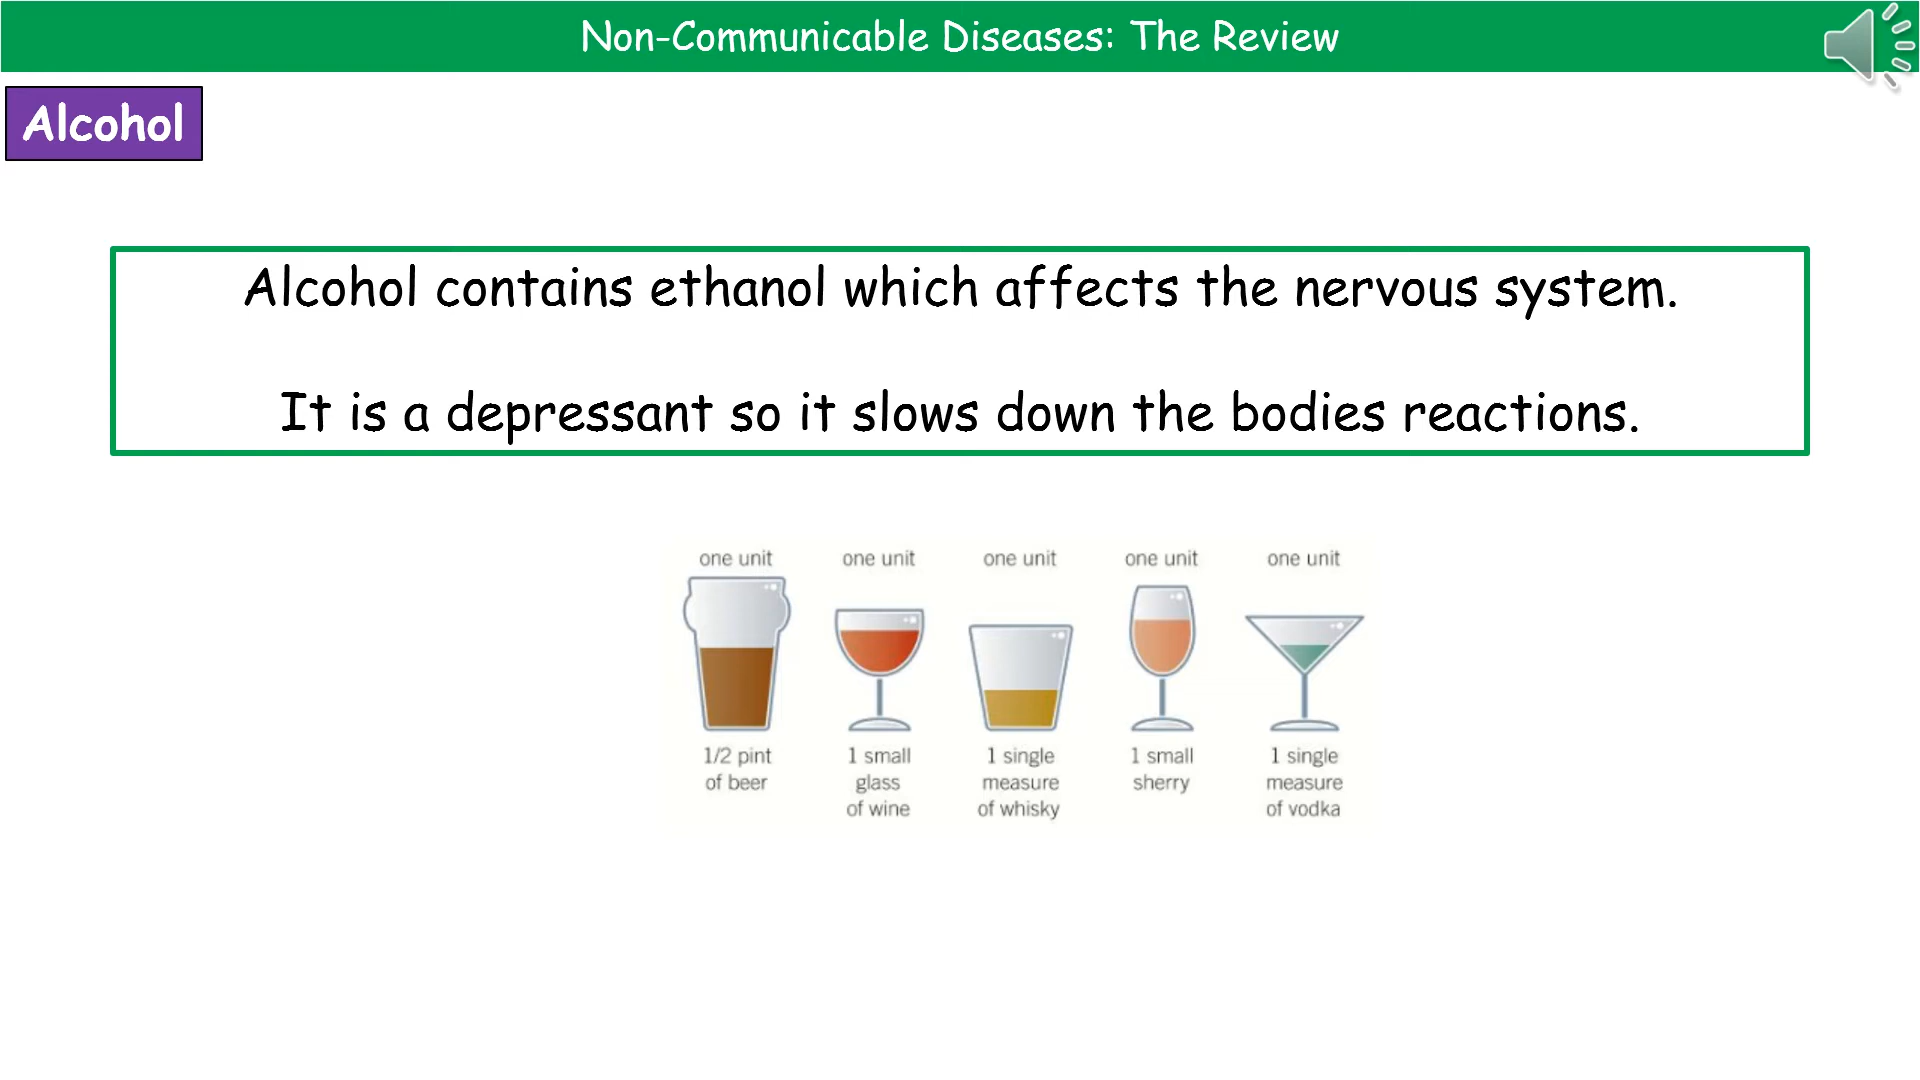 Non-Communicable Diseases: The Review
Alcohol
Alcohol contains ethanol which affects the nervous system.
It is a depressant so it slows down the bodies reactions.
one unit
one unit
one unit
one unit
one unit
1/2 pint
of beer
1 small
glass
of wine
1 single
measure
of whisky
1 small
sherry
1 single
measure
of vodka